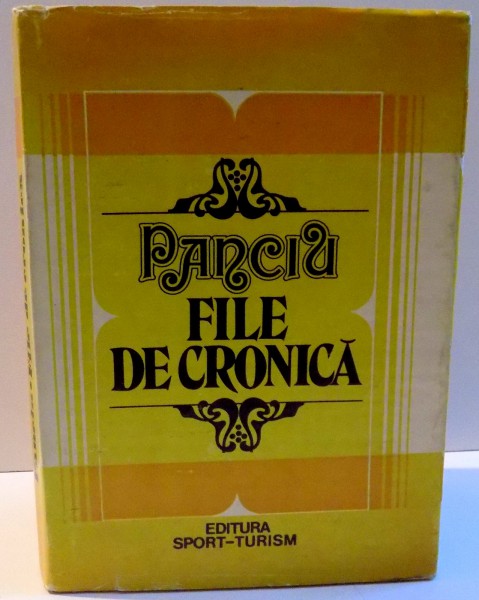 PANCIU
FILE
DE CRONICĂ
EDITURA
SPORT-TURISM